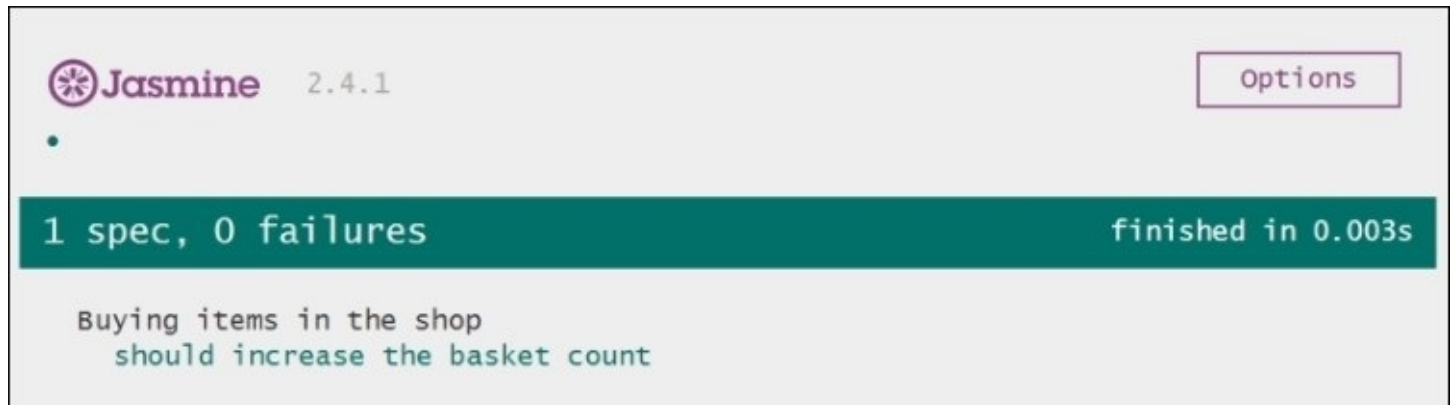 Jasmine 2.4.1 Options
1 spec, 0 failures finished in 0.003s
Buying items in the shop
should increase the basket count